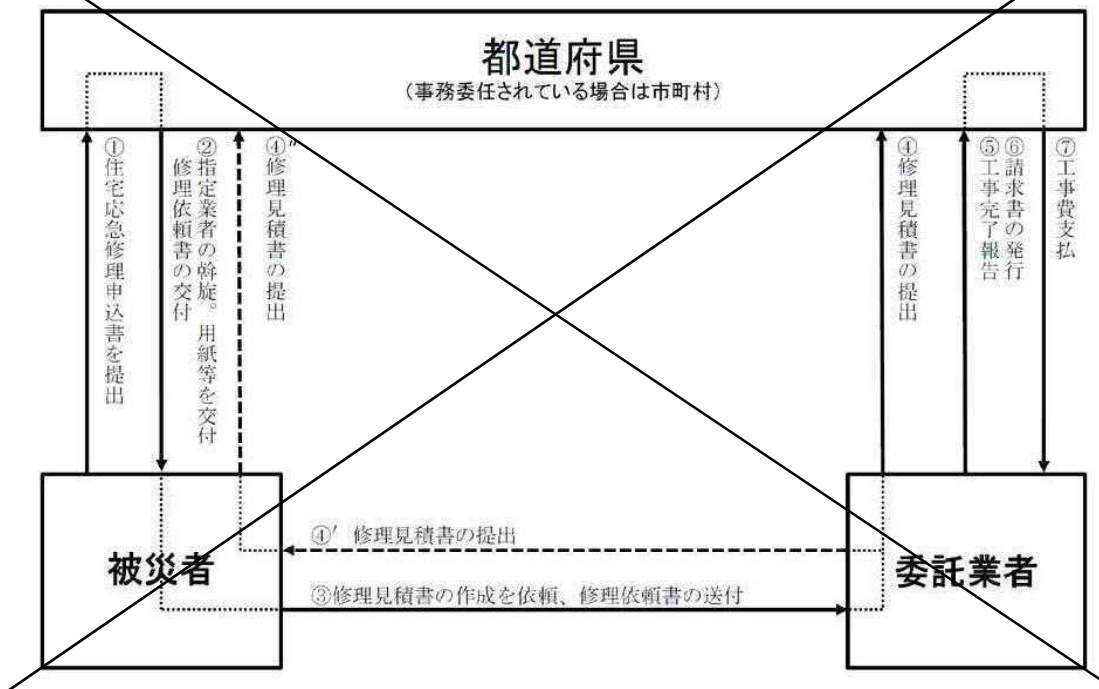 都道府県
(事務委任されている場合は市町村)
①住宅応急修理申込書を提出
②指定業者の斡旋。用紙等を交付
修理依頼書の交付
④"修理見積書の提出
④修理見積書の提出
⑤工事完了報告
⑥請求書の発行
⑦工事費支払
④′ 修理見積書の提出
③修理見積書の作成を依頼、修理依頼書の送付
被災者
委託業者